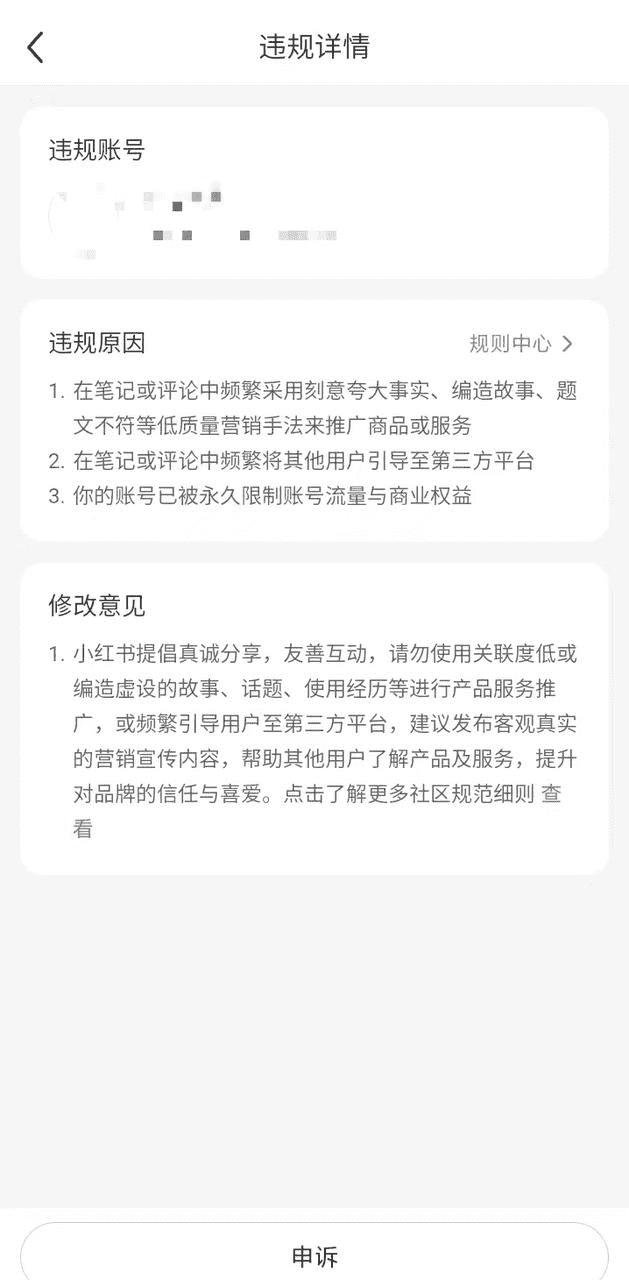 违规详情
违规账号
违规原因
规则中心
1. 在笔记或评论中频繁采用刻意夸大事实、编造故事、题
文不符等低质量营销手法来推广商品或服务
2. 在笔记或评论中频繁将其他用户引导至第三方平台
3. 你的账号已被永久限制账号流量与商业权益
修改意见
1. 小红书提倡真诚分享，友善互动，请勿使用关联度低或
编造虚设的故事、话题、使用经历等进行产品服务推
广，或频繁引导用户至第三方平台，建议发布客观真实
的营销宣传内容，帮助其他用户了解产品及服务，提升
对品牌的信任与喜爱。点击了解更多社区规范细则 查
看
申诉